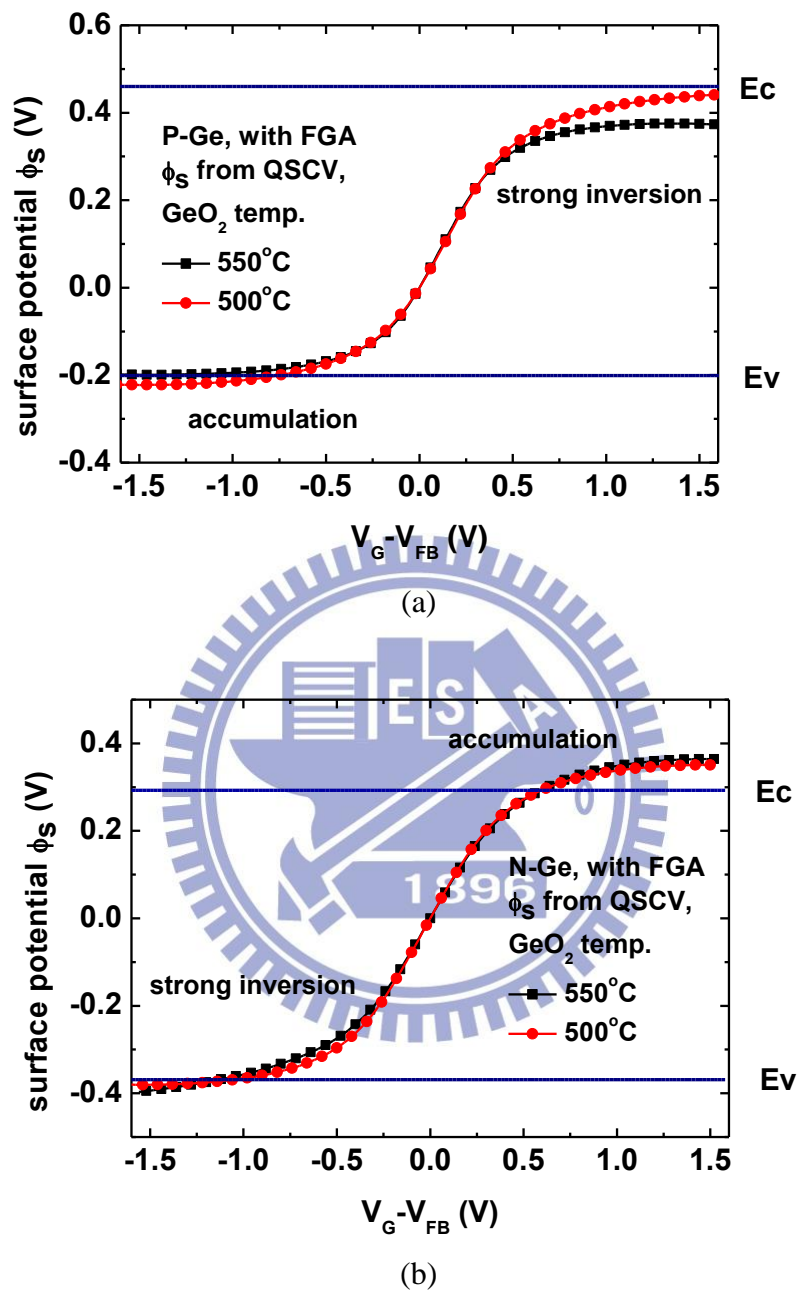 0.6
0.4
0.2
0.0
-0.2
-0.4
surface potential ϕS (V)
Ec
P-Ge, with FGA
ϕS from QSCV,
GeO2 temp.
550°C
500°C
strong inversion
Ev
accumulation
-1.5 -1.0 -0.5 0.0 0.5 1.0 1.5
VG-VFB (V)
(a)
E S A
1896
0.4
0.2
0.0
-0.2
-0.4
surface potential ϕS (V)
accumulation
Ec
N-Ge, with FGA
ϕS from QSCV,
GeO2 temp.
550°C
500°C
strong inversion
Ev
-1.5 -1.0 -0.5 0.0 0.5 1.0 1.5
VG-VFB (V)
(b)